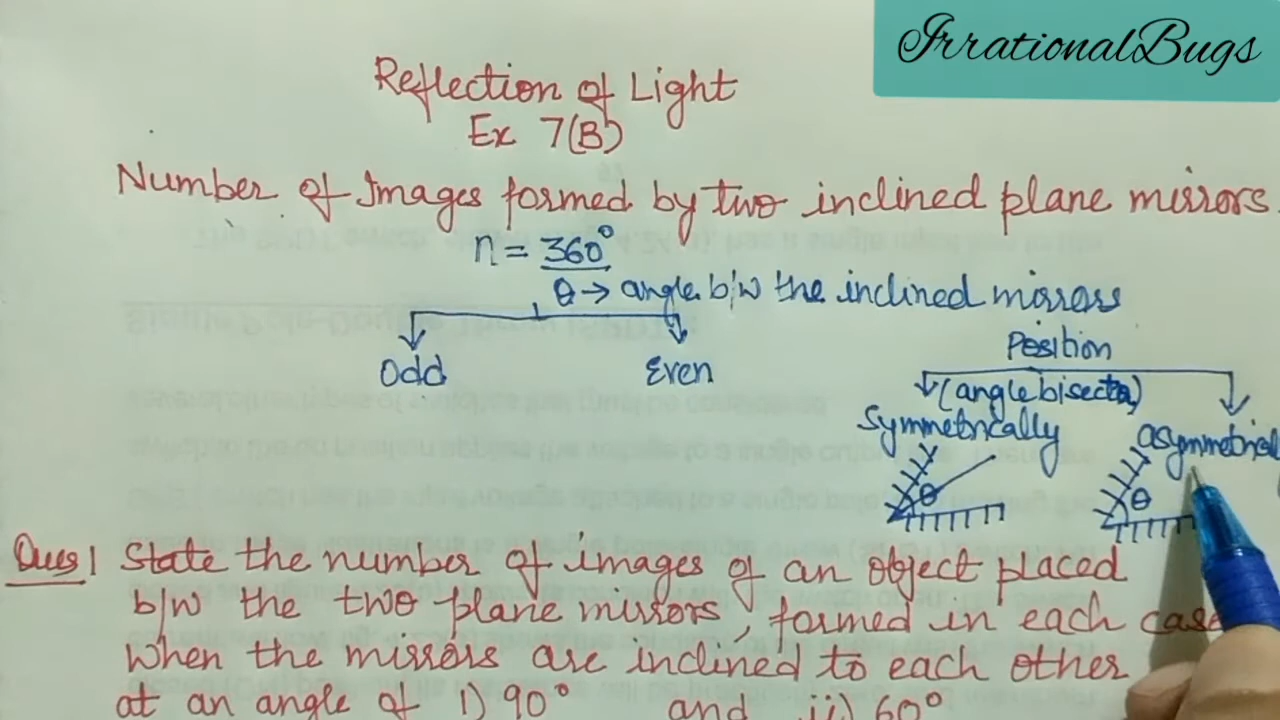 IrrationalBugs
Reflection of Light
Ex 7(B)
Number of Images formed by two inclined plane mirrors
n = 360°
θ → angle b/w the inclined mirrors
Odd
Even
Position
(angle bisector)
Symmetrically
asymmetrical
θ
θ
Ques 1 State the number of images of an object placed
b/w the two plane mirrors, formed in each case
When the mirrors are inclined to each other
at an angle of i) 90° and ii) 60°